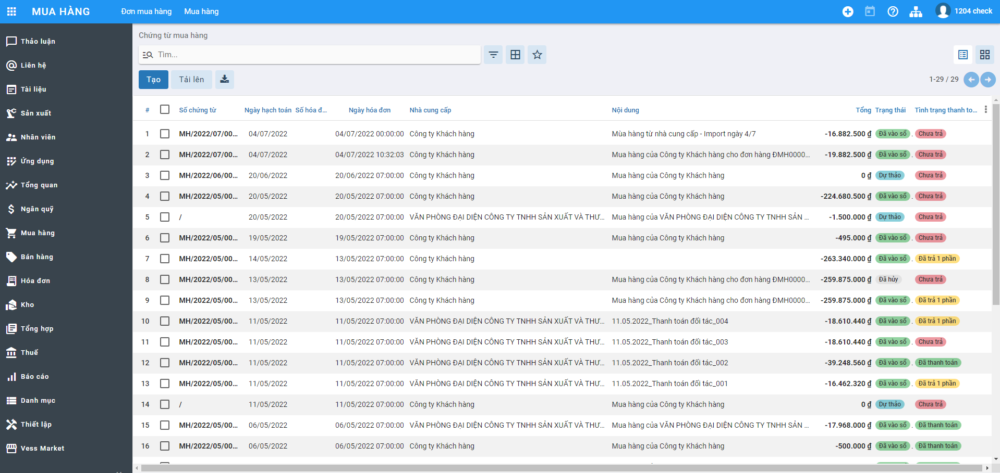 MUA HÀNG Đơn mua hàng Mua hàng 1204 check
Thảo luận
Liên hệ
Tài liệu
Sản xuất
Nhân viên
Ứng dụng
Tổng quan
Ngân quỹ
Mua hàng
Bán hàng
Hóa đơn
Kho
Tổng hợp
Thuế
Báo cáo
Danh mục
Thiết lập
Vess Market
Chứng từ mua hàng
Tìm...
Tạo Tải lên 1-29 / 29
# Số chứng từ Ngày hạch toán Số hóa đ... Ngày hóa đơn Nhà cung cấp Nội dung Tổng Trạng thái Tình trạng thanh to...
1 MH/2022/07/00... 04/07/2022 04/07/2022 00:00:00 Công ty Khách hàng Mùa hàng từ nhà cung cấp - Import ngày 4/7 -16.882.500 ₫ Đã vào sổ . Chưa trả
2 MH/2022/07/00... 04/07/2022 04/07/2022 10:32:03 Công ty Khách hàng Mua hàng của Công ty Khách hàng cho đơn hàng ĐMH0000... -19.882.500 ₫ Đã vào sổ . Chưa trả
3 MH/2022/06/00... 20/06/2022 20/06/2022 07:00:00 Công ty Khách hàng Mua hàng của Công ty Khách hàng 0 ₫ Dự thảo Chưa trả
4 MH/2022/05/00... 20/05/2022 20/05/2022 07:00:00 Công ty Khách hàng Mua hàng của Công ty Khách hàng -224.680.500 ₫ Đã vào sổ . Chưa trả
5 / 20/05/2022 20/05/2022 07:00:00 VĂN PHÒNG ĐẠI DIỆN CÔNG TY TNHH SẢN XUẤT VÀ THƯ... Mua hàng của VĂN PHÒNG ĐẠI DIỆN CÔNG TY TNHH SẢN ... -1.500.000 ₫ Dự thảo Chưa trả
6 MH/2022/05/00... 19/05/2022 19/05/2022 07:00:00 Công ty Khách hàng Mua hàng của Công ty Khách hàng -495.000 ₫ Đã vào sổ . Chưa trả
7 MH/2022/05/00... 14/05/2022 13/05/2022 07:00:00 Công ty Khách hàng -263.340.000 ₫ Đã vào sổ . Đã trả 1 phần
8 MH/2022/05/00... 13/05/2022 13/05/2022 07:00:00 Công ty Khách hàng Mua hàng của Công ty Khách hàng cho đơn hàng ĐMH0000... -259.875.000 ₫ Đã hủy Chưa trả
9 MH/2022/05/00... 13/05/2022 13/05/2022 07:00:00 Công ty Khách hàng Mua hàng của Công ty Khách hàng cho đơn hàng ĐMH0000... -259.875.000 ₫ Đã vào sổ . Đã trả 1 phần
10 MH/2022/05/00... 11/05/2022 11/05/2022 07:00:00 VĂN PHÒNG ĐẠI DIỆN CÔNG TY TNHH SẢN XUẤT VÀ THƯ... 11.05.2022_Thanh toán đối tác_004 -18.610.440 ₫ Đã vào sổ . Đã trả 1 phần
11 MH/2022/05/00... 11/05/2022 11/05/2022 07:00:00 VĂN PHÒNG ĐẠI DIỆN CÔNG TY TNHH SẢN XUẤT VÀ THƯ... 11.05.2022_Thanh toán đối tác_003 -18.610.440 ₫ Đã vào sổ . Chưa trả
12 MH/2022/05/00... 11/05/2022 11/05/2022 07:00:00 VĂN PHÒNG ĐẠI DIỆN CÔNG TY TNHH SẢN XUẤT VÀ THƯ... 11.05.2022_Thanh toán đối tác_002 -39.248.560 ₫ Đã vào sổ . Đã thanh toán
13 MH/2022/05/00... 11/05/2022 11/05/2022 07:00:00 VĂN PHÒNG ĐẠI DIỆN CÔNG TY TNHH SẢN XUẤT VÀ THƯ... 11.05.2022_Thanh toán đối tác_001 -16.462.320 ₫ Đã vào sổ . Đã trả 1 phần
14 / 11/05/2022 11/05/2022 07:00:00 Công ty Khách hàng Mua hàng của Công ty Khách hàng 0 ₫ Dự thảo Chưa trả
15 MH/2022/05/00... 06/05/2022 06/05/2022 07:00:00 VĂN PHÒNG ĐẠI DIỆN CÔNG TY TNHH SẢN XUẤT VÀ THƯ... Mua hàng của VĂN PHÒNG ĐẠI DIỆN CÔNG TY TNHH SẢN ... -17.968.000 ₫ Đã vào sổ . Đã thanh toán
16 MH/2022/05/00... 06/05/2022 06/05/2022 07:00:00 Công ty Khách hàng Mua hàng của Công ty Khách hàng -500.000 ₫ Đã vào sổ . Đã thanh toán